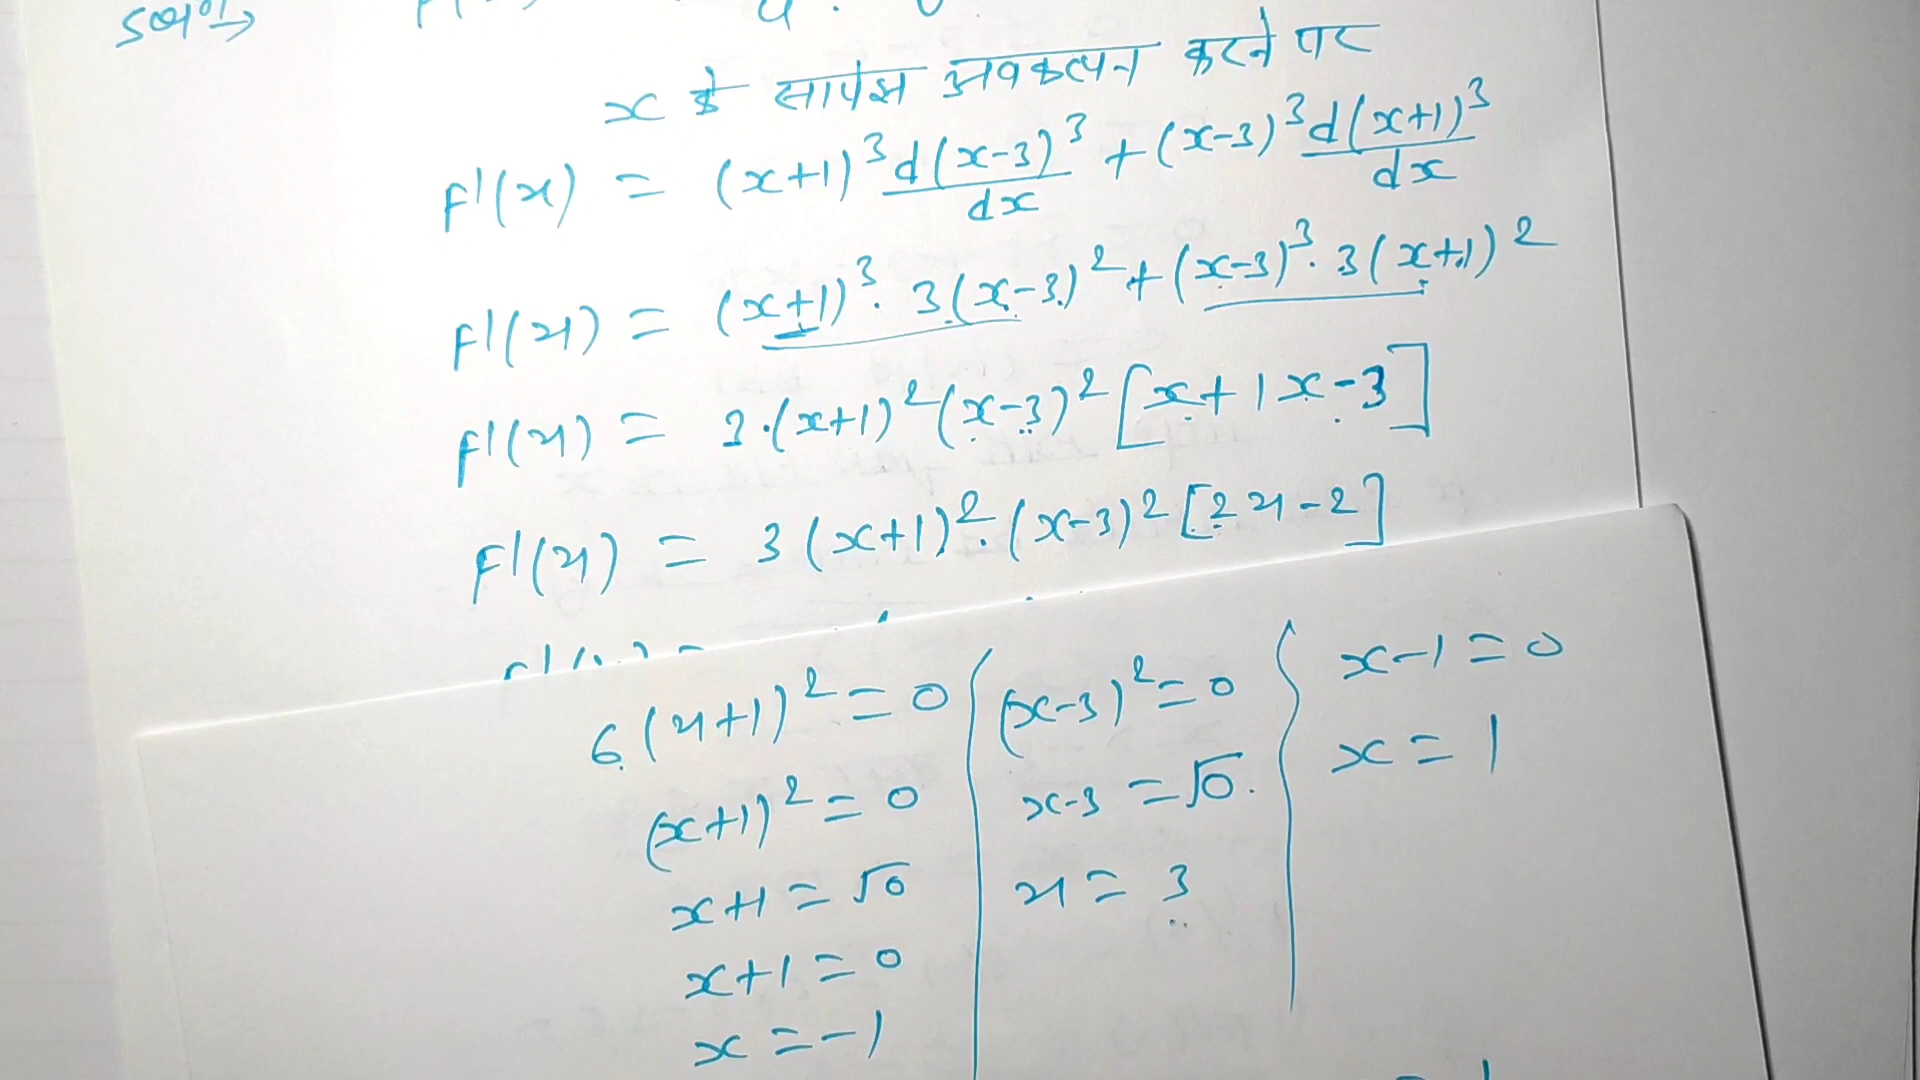 Sol^n →
x के सापेक्ष अवकलन करने पर
F'(x) = (x+1)³ d(x-3)³/dx + (x-3)³ d(x+1)³/dx
F'(x) = (x+1)³. 3(x-3)² + (x-3)³. 3(x+1)²
F'(x) = 3.(x+1)²(x-3)² [x+1x-3]
F'(x) = 3(x+1)².(x-3)² [2x-2]
6(x+1)² = 0
(x+1)² = 0
x+1 = √0
x+1 = 0
x = -1
(x-3)² = 0
x-3 = √0.
x = 3
x-1 = 0
x = 1